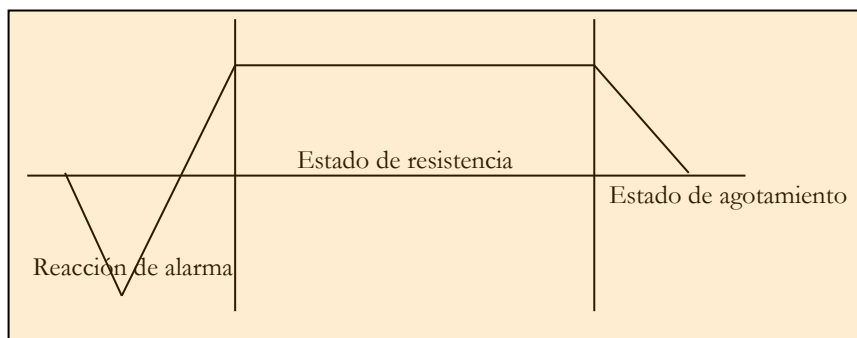 Estado de resistencia
Estado de agotamiento
Reacción de alarma